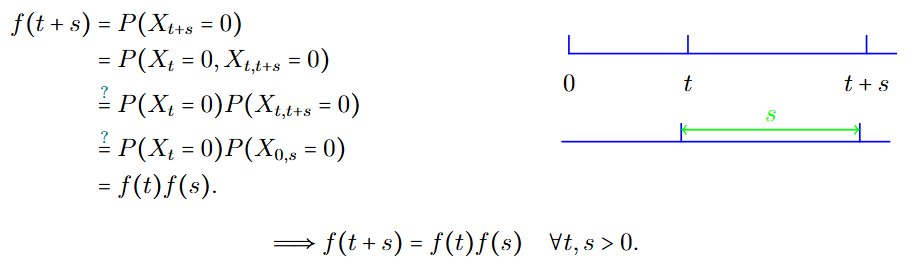 f(t + s) = P(X_{t+s} = 0)
= P(X_t = 0, X_{t,t+s} = 0)
?= P(X_t = 0)P(X_{t,t+s} = 0)
?= P(X_t = 0)P(X_{0,s} = 0)
= f(t)f(s).
0 t t + s
s
⟹ f(t + s) = f(t)f(s) ∀t, s > 0.